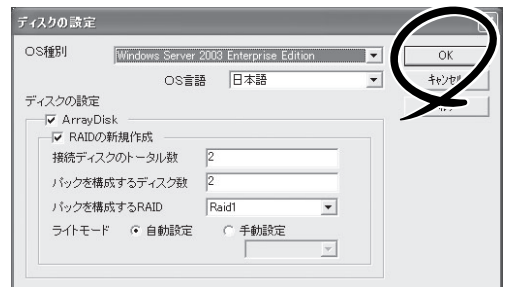 ディスクの設定
OS種別 Windows Server 2003 Enterprise Edition
OK
OS言語 日本語
キャンセル
ディスクの設定
ArrayDisk
RAIDの新規作成
接続ディスクのトータル数 2
パックを構成するディスク数 2
パックを構成するRAID Raid1
ライトモード 自動設定 手動設定